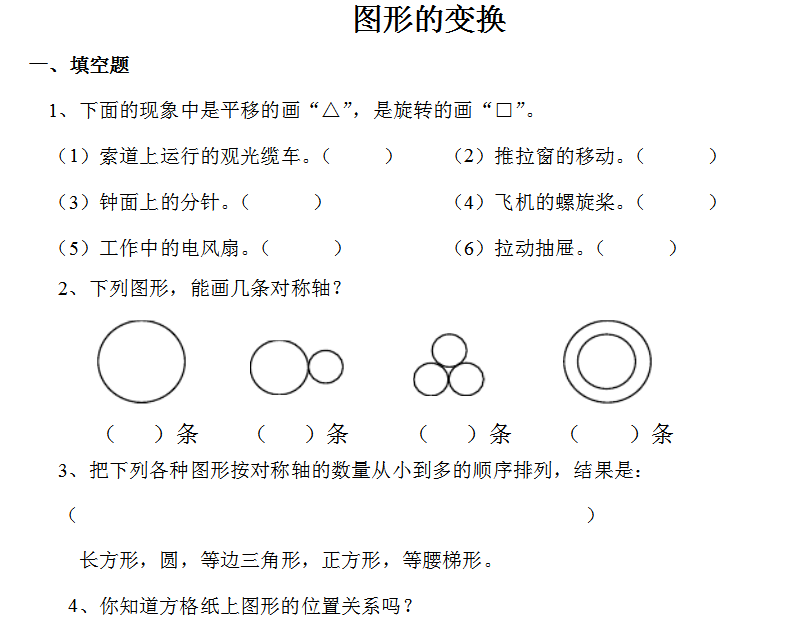 图形的变换
一、填空题
1、下面的现象中是平移的画“△”，是旋转的画“□”。
（1）索道上运行的观光缆车。（ ） （2）推拉窗的移动。（ ）
（3）钟面上的分针。（ ） （4）飞机的螺旋桨。（ ）
（5）工作中的电风扇。（ ） （6）拉动抽屉。（ ）
2、下列图形，能画几条对称轴？
（ ）条 （ ）条 （ ）条 （ ）条
3、把下列各种图形按对称轴的数量从小到多的顺序排列，结果是：
（ ）
长方形，圆，等边三角形，正方形，等腰梯形。
4、你知道方格纸上图形的位置关系吗？